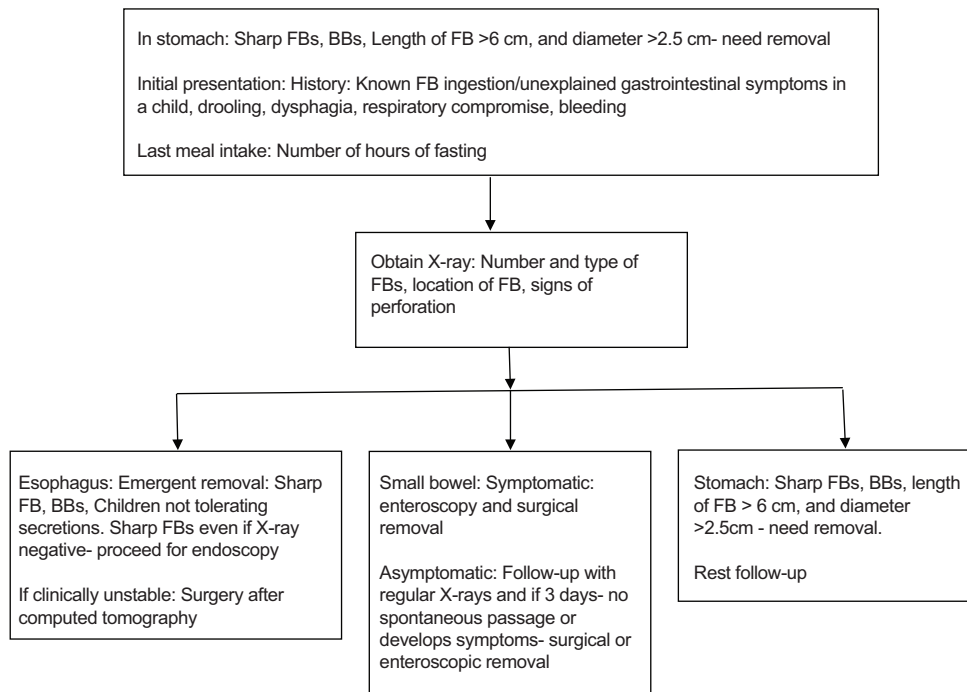 In stomach: Sharp FBs, BBs, Length of FB >6 cm, and diameter >2.5 cm- need removal
Initial presentation: History: Known FB ingestion/unexplained gastrointestinal symptoms in
a child, drooling, dysphagia, respiratory compromise, bleeding
Last meal intake: Number of hours of fasting
Obtain X-ray: Number and type of
FBs, location of FB, signs of
perforation
Esophagus: Emergent removal: Sharp
FB, BBs, Children not tolerating
secretions. Sharp FBs even if X-ray
negative- proceed for endoscopy
If clinically unstable: Surgery after
computed tomography
Small bowel: Symptomatic:
enteroscopy and surgical
removal
Asymptomatic: Follow-up with
regular X-rays and if 3 days- no
spontaneous passage or
develops symptoms- surgical or
enteroscopic removal
Stomach: Sharp FBs, BBs, length
of FB > 6 cm, and diameter
>2.5cm - need removal.
Rest follow-up